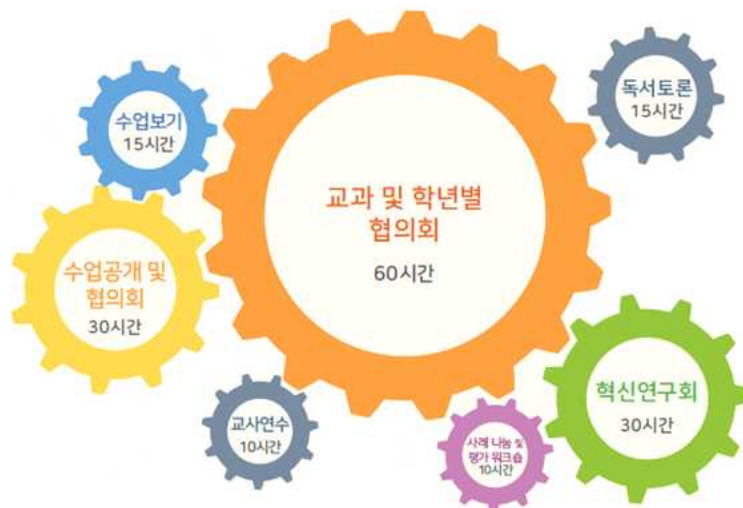 수업보기
15시간
독서토론
15시간
교과 및 학년별
협의회
60시간
수업공개 및
협의회
30시간
혁신연구회
30시간
교사연수
10시간
사례 나눔 및
평가 워크숍
10시간